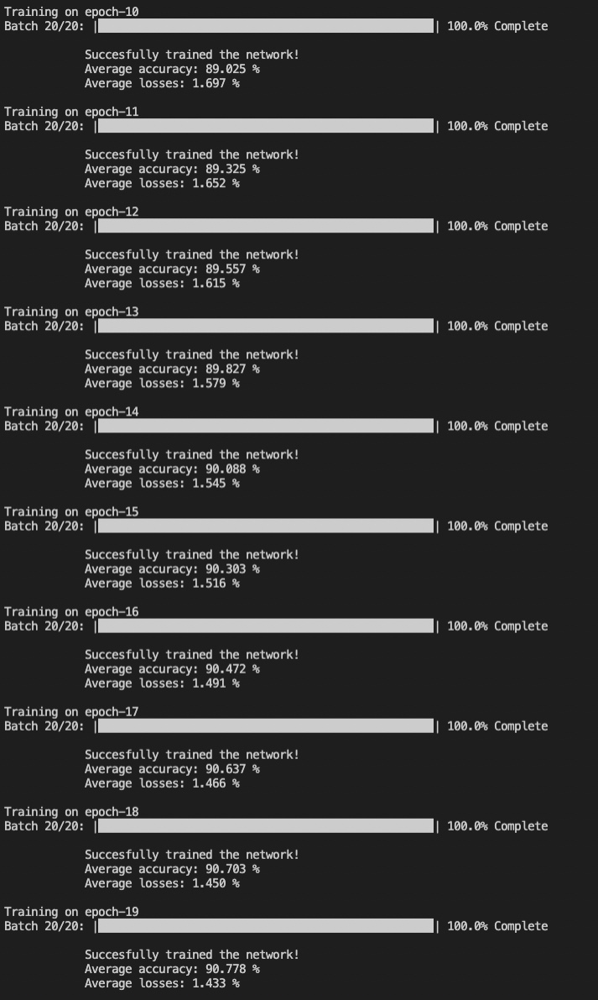 Training on epoch-10
Batch 20/20: |████████████████████████████████████████████████| 100.0% Complete
Succesfully trained the network!
Average accuracy: 89.025 %
Average losses: 1.697 %
Training on epoch-11
Batch 20/20: |████████████████████████████████████████████████| 100.0% Complete
Succesfully trained the network!
Average accuracy: 89.325 %
Average losses: 1.652 %
Training on epoch-12
Batch 20/20: |████████████████████████████████████████████████| 100.0% Complete
Succesfully trained the network!
Average accuracy: 89.557 %
Average losses: 1.615 %
Training on epoch-13
Batch 20/20: |████████████████████████████████████████████████| 100.0% Complete
Succesfully trained the network!
Average accuracy: 89.827 %
Average losses: 1.579 %
Training on epoch-14
Batch 20/20: |████████████████████████████████████████████████| 100.0% Complete
Succesfully trained the network!
Average accuracy: 90.088 %
Average losses: 1.545 %
Training on epoch-15
Batch 20/20: |████████████████████████████████████████████████| 100.0% Complete
Succesfully trained the network!
Average accuracy: 90.303 %
Average losses: 1.516 %
Training on epoch-16
Batch 20/20: |████████████████████████████████████████████████| 100.0% Complete
Succesfully trained the network!
Average accuracy: 90.472 %
Average losses: 1.491 %
Training on epoch-17
Batch 20/20: |████████████████████████████████████████████████| 100.0% Complete
Succesfully trained the network!
Average accuracy: 90.637 %
Average losses: 1.466 %
Training on epoch-18
Batch 20/20: |████████████████████████████████████████████████| 100.0% Complete
Succesfully trained the network!
Average accuracy: 90.703 %
Average losses: 1.450 %
Training on epoch-19
Batch 20/20: |████████████████████████████████████████████████| 100.0% Complete
Succesfully trained the network!
Average accuracy: 90.778 %
Average losses: 1.433 %